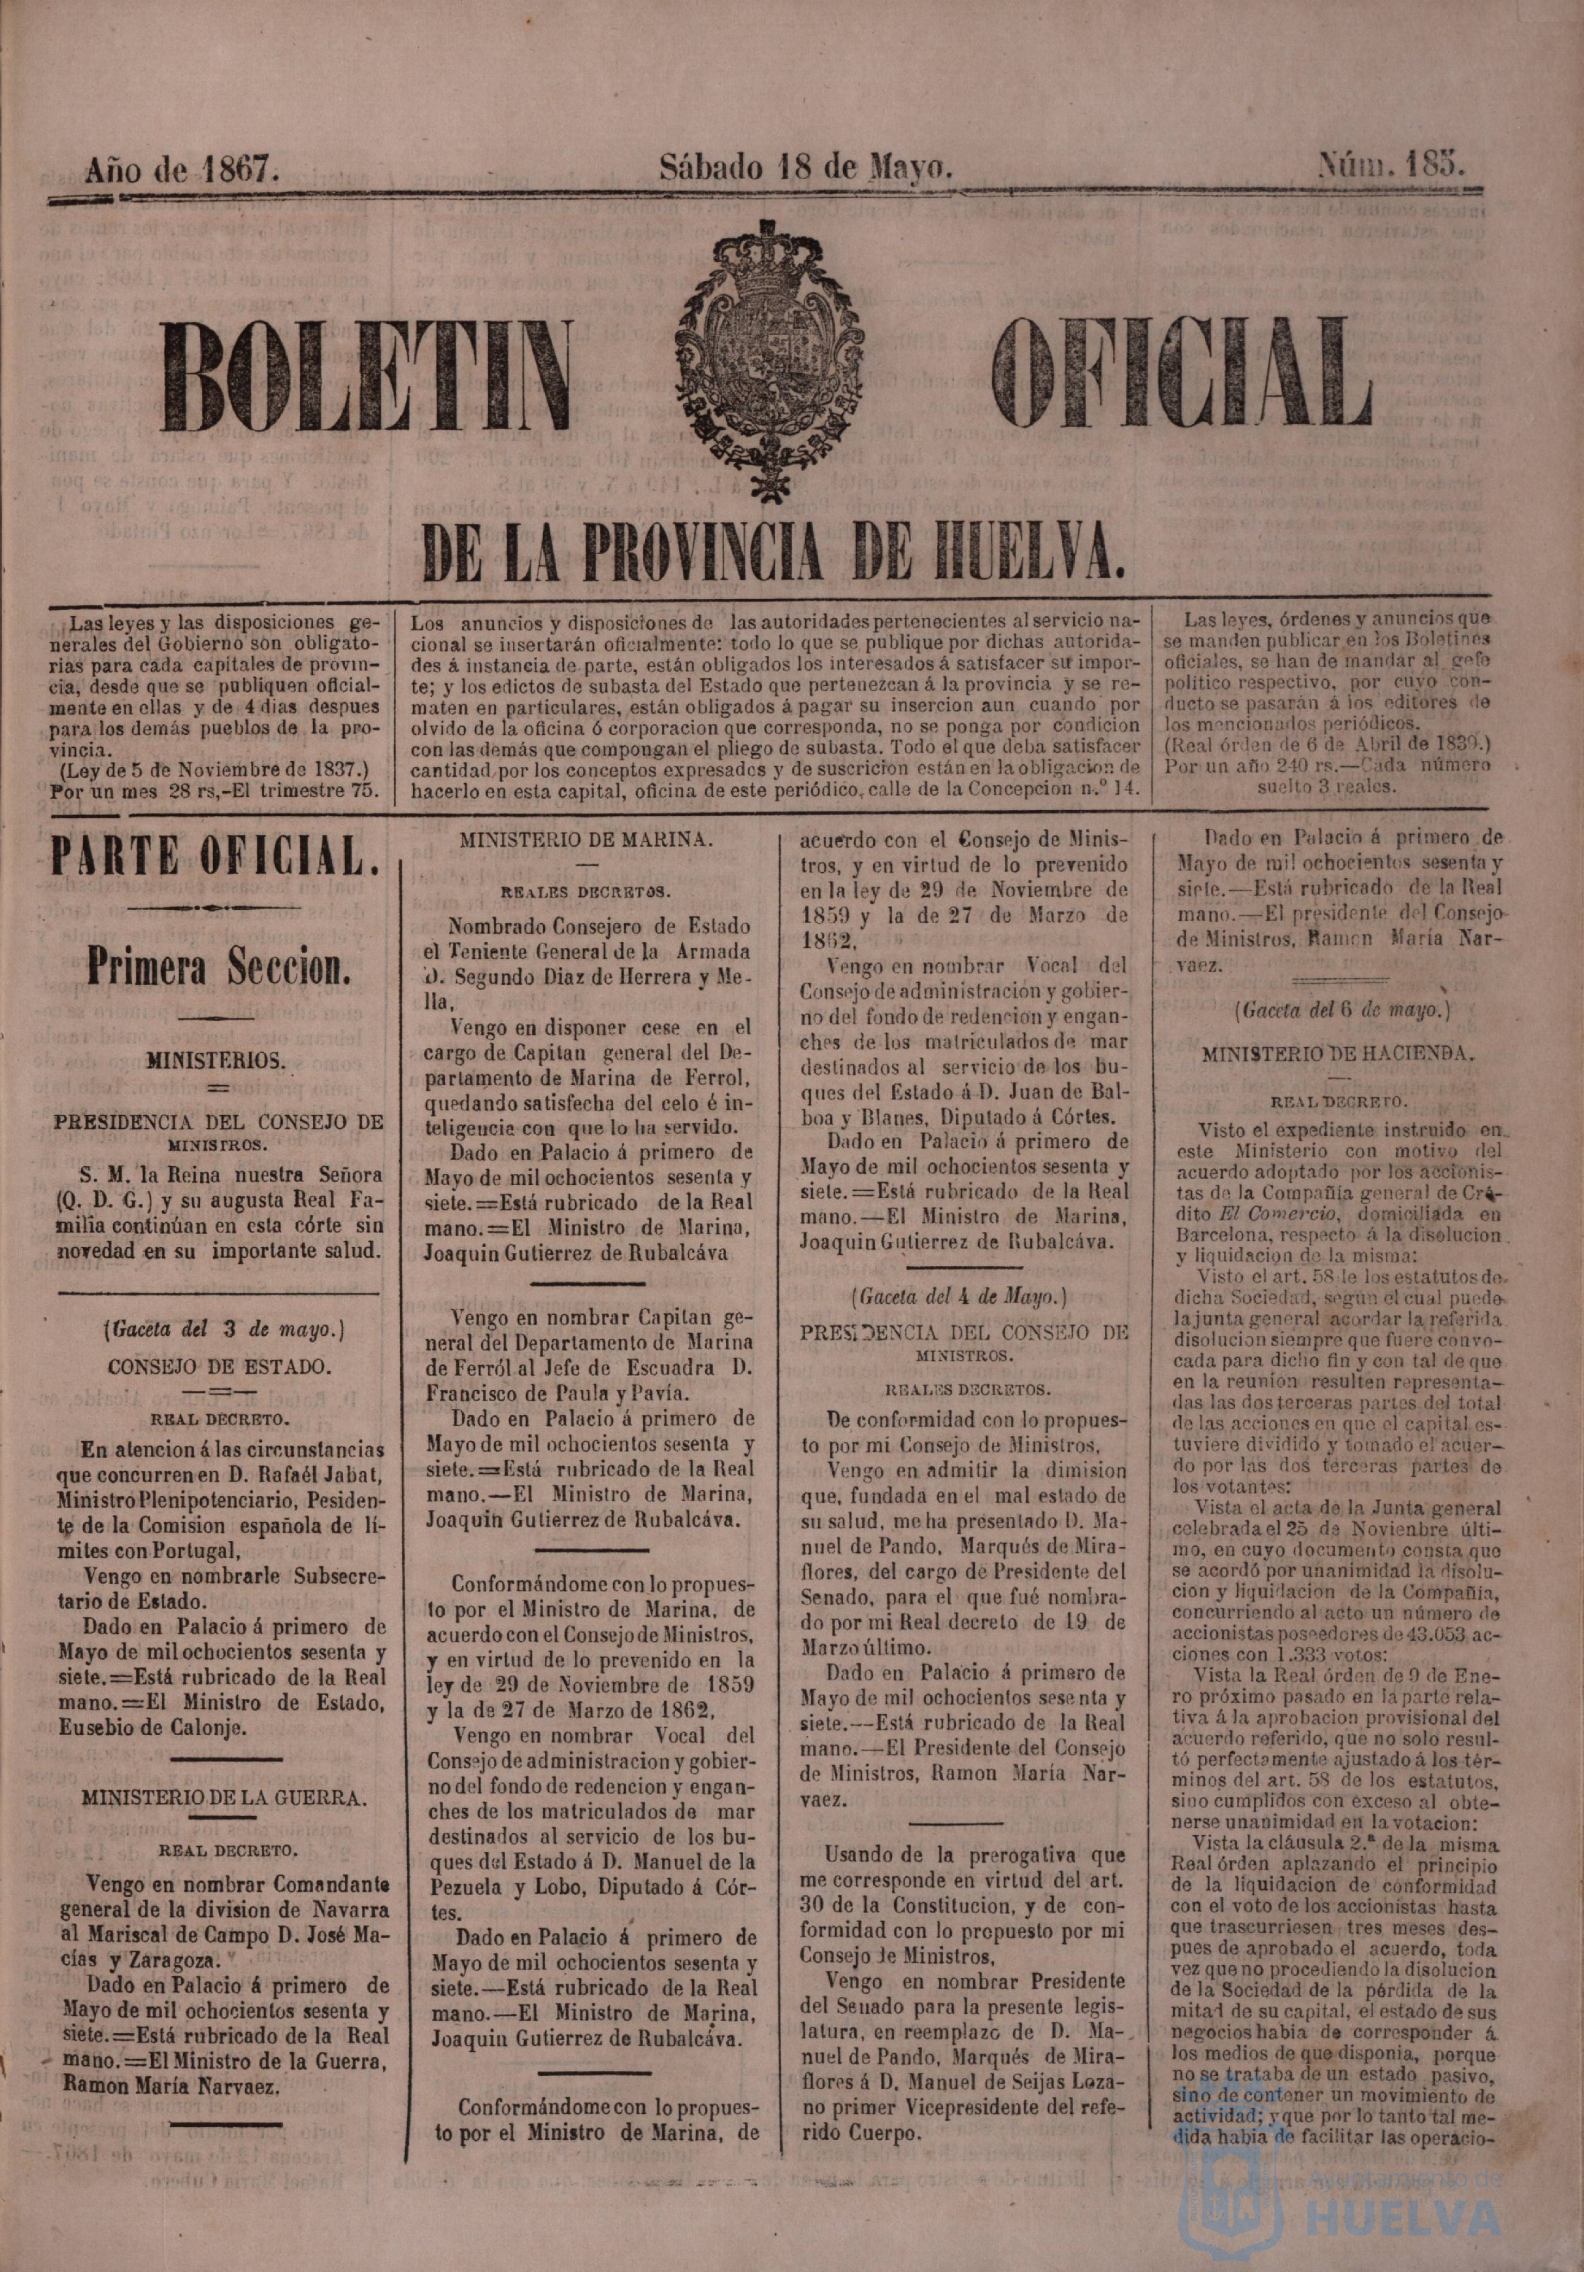 Año de 1867.
Sábado 18 de Mayo.
Núm. 185.
BOLETIN OFICIAL
DE LA PROVINCIA DE HUELVA.
Las leyes y las disposiciones ge-
nerales del Gobierno son obligato-
rias para cada capitales de provin-
cia, desde que se publiquen oficial-
mente en ellas y de 4 dias despues
para los demás pueblos de la pro-
vincia.
(Ley de 5 de Noviembre de 1837.)
Por un mes 28 rs,-El trimestre 75.
Los anuncios y disposiciones de las autoridades pertenecientes al servicio na-
cional se insertarán oficialmente: todo lo que se publique por dichas autorida-
des á instancia de parte, están obligados los interesados á satisfacer su impor-
te; y los edictos de subasta del Estado que pertenezcan á la provincia y se re-
maten en particulares, están obligados á pagar su insercion aun cuando por
olvido de la oficina ó corporacion que corresponda, no se ponga por condicion
con las demás que compongan el pliego de subasta. Todo el que deba satisfacer
cantidad por los conceptos expresados y de suscricion están en la obligacion de
hacerlo en esta capital, oficina de este periódico, calle de la Concepcion n.º 14.
Las leyes, órdenes y anuncios que
se manden publicar en los Boletines
oficiales, se han de mandar al gefe
político respectivo, por cuyo con-
ducto se pasarán á los editores de
los mencionados periódicos.
(Real órden de 6 de Abril de 1839.)
Por un año 240 rs.—Cada número
suelto 3 reales.
PARTE OFICIAL.
Primera Seccion.
MINISTERIOS.
PRESIDENCIA DEL CONSEJO DE
MINISTROS.
S. M. la Reina nuestra Señora
(Q. D. G.) y su augusta Real Fa-
milia continúan en esta córte sin
novedad en su importante salud.
(Gaceta del 3 de mayo.)
CONSEJO DE ESTADO.
REAL DECRETO.
En atencion á las circunstancias
que concurren en D. Rafaél Jabat,
Ministro Plenipotenciario, Pesiden-
te de la Comision española de lí-
mites con Portugal,
Vengo en nombrarle Subsecre-
tario de Estado.
Dado en Palacio á primero de
Mayo de mil ochocientos sesenta y
siete.=Está rubricado de la Real
mano.=El Ministro de Estado,
Eusebio de Calonje.
MINISTERIO DE LA GUERRA.
REAL DECRETO.
Vengo en nombrar Comandante
general de la division de Navarra
al Mariscal de Campo D. José Ma-
cías y Zaragoza.
Dado en Palacio á primero de
Mayo de mil ochocientos sesenta y
siete.=Está rubricado de la Real
mano.=El Ministro de la Guerra,
Ramon María Narvaez.
MINISTERIO DE MARINA.
REALES DECRETOS.
Nombrado Consejero de Estado
el Teniente General de la Armada
D. Segundo Diaz de Herrera y Me-
lla,
Vengo en disponer cese en el
cargo de Capitan general del De-
partamento de Marina de Ferrol,
quedando satisfecha del celo é in-
teligencie con que lo ha servido.
Dado en Palacio á primero de
Mayo de mil ochocientos sesenta y
siete.=Está rubricado de la Real
mano.=El Ministro de Marina,
Joaquin Gutierrez de Rubalcáva
Vengo en nombrar Capitan ge-
neral del Departamento de Marina
de Ferról al Jefe de Escuadra D.
Francisco de Paula y Pavía.
Dado en Palacio á primero de
Mayo de mil ochocientos sesenta y
siete.=Está rubricado de la Real
mano.—El Ministro de Marina,
Joaquin Gutierrez de Rubalcáva.
Conformándome con lo propues-
to por el Ministro de Marina, de
acuerdo con el Consejo de Ministros,
y en virtud de lo prevenido en la
ley de 29 de Noviembre de 1859
y la de 27 de Marzo de 1862,
Vengo en nombrar Vocal del
Consejo de administracion y gobier-
no del fondo de redencion y engan-
ches de los matriculados de mar
destinados al servicio de los bu-
ques del Estado á D. Manuel de la
Pezuela y Lobo, Diputado á Cór-
tes.
Dado en Palacio á primero de
Mayo de mil ochocientos sesenta y
siete.—Está rubricado de la Real
mano.—El Ministro de Marina,
Joaquin Gutierrez de Rubalcáva.
Conformándome con lo propues-
to por el Ministro de Marina, de
acuerdo con el Consejo de Minis-
tros, y en virtud de lo prevenido
en la ley de 29 de Noviembre de
1859 y la de 27 de Marzo de
1862,
Vengo en nombrar Vocal del
Consejo de administracion y gobier-
no del fondo de redencion y engan-
ches de los matriculados de mar
destinados al servicio de los bu-
ques del Estado á D. Juan de Bal-
boa y Blanes, Diputado á Córtes.
Dado en Palacio á primero de
Mayo de mil ochocientos sesenta y
siete.=Está rubricado de la Real
mano.—El Ministro de Marina,
Joaquin Gutierrez de Rubalcáva.
(Gaceta del 4 de Mayo.)
PRESIDENCIA DEL CONSEJO DE
MINISTROS.
REALES DECRETOS.
De conformidad con lo propues-
to por mi Consejo de Ministros,
Vengo en admitir la dimision
que, fundada en el mal estado de
su salud, me ha presentado D. Ma-
nuel de Pando, Marqués de Mira-
flores, del cargo de Presidente del
Senado, para el que fué nombra-
do por mi Real decreto de 19 de
Marzo último.
Dado en Palacio á primero de
Mayo de mil ochocientos sesenta y
siete.--Está rubricado de la Real
mano.—El Presidente del Consejo
de Ministros, Ramon María Nar-
vaez.
Usando de la prerogativa que
me corresponde en virtud del art.
30 de la Constitucion, y de con-
formidad con lo propuesto por mi
Consejo de Ministros,
Vengo en nombrar Presidente
del Senado para la presente legis-
latura, en reemplazo de D. Ma-
nuel de Pando, Marqués de Mira-
flores á D. Manuel de Seijas Loza-
no primer Vicepresidente del refe-
rido Cuerpo.
Dado en Palacio á primero de
Mayo de mil ochocientos sesenta y
siete.—Está rubricado de la Real
mano.—El presidente del Consejo
de Ministros, Ramon María Nar-
vaez.
(Gaceta del 6 de mayo.)
MINISTERIO DE HACIENDA.
REAL DECRETO.
Visto el expediente instruido en
este Ministerio con motivo del
acuerdo adoptado por los accionis-
tas de la Compañía general de Cré-
dito El Comercio, domiciliada en
Barcelona, respecto á la disolucion
y liquidacion de la misma:
Visto el art. 58 le los estatutos de
dicha Sociedad, según el cual puede
la junta general acordar la referida
disolucion siempre que fuere convo-
cada para dicho fin y con tal de que
en la reunión resulten representa-
das las dos terceras partes del total
de las acciones en que el capital es-
tuviere dividido y tomado el acuer-
do por las dos terceras partes de
los votantes:
Vista el acta de la Junta general
celebrada el 25 de Novienbre últi-
mo, en cuyo documento consta que
se acordó por unanimidad la disolu-
cion y liquidacion de la Compañia,
concurriendo al acto un número de
accionistas poseedores de 43.053 ac-
ciones con 1.333 votos:
Vista la Real órden de 9 de Ene-
ro próximo pasado en la parte rela-
tiva á la aprobacion provisional del
acuerdo referido, que no solo resul-
tó perfectamente ajustado á los tér-
minos del art. 58 de los estatutos,
sino cumplidos con exceso al obte-
nerse unanimidad en la votacion:
Vista la cláusula 2.ª de la misma
Real órden aplazando el principio
de la liquidacion de conformidad
con el voto de los accionistas hasta
que trascurriesen tres meses des-
pues de aprobado el acuerdo, toda
vez que no procediendo la disolucion
de la Sociedad de la pérdida de la
mitad de su capital, el estado de sus
negocios habia de corresponder á
los medios de que disponia, porque
no se trataba de un estado pasivo,
sino de contener un movimiento de
actividad; y que por lo tanto tal me-
dida habia de facilitar las operacio-
Ayuntamiento de
HUELVA